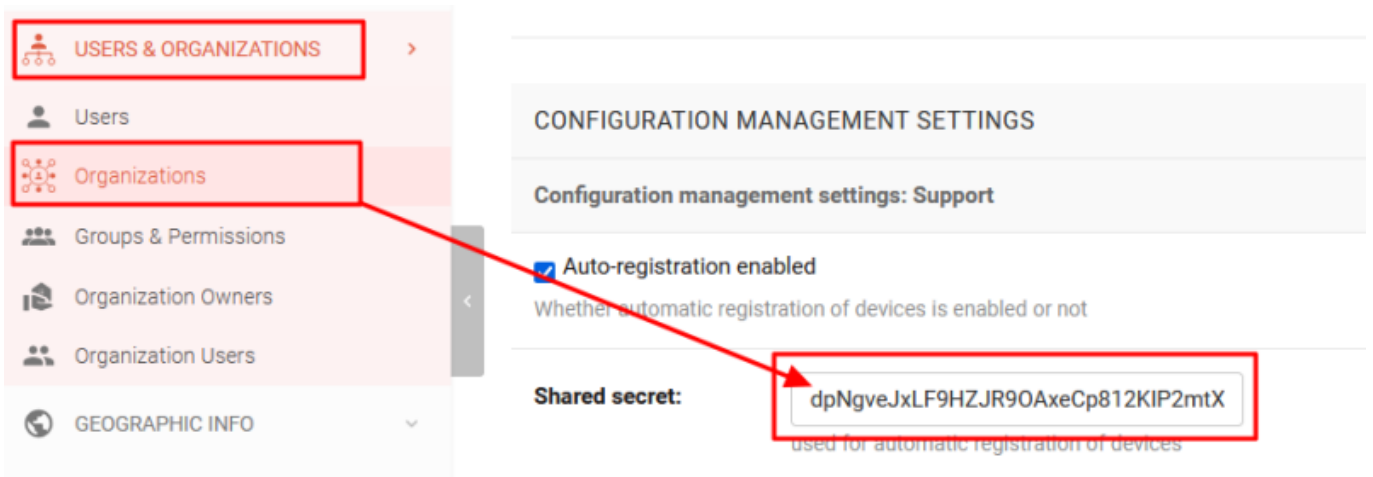 USERS & ORGANIZATIONS
Users
Organizations
Groups & Permissions
Organization Owners
Organization Users
GEOGRAPHIC INFO
CONFIGURATION MANAGEMENT SETTINGS
Configuration management settings: Support
Auto-registration enabled
Whether automatic registration of devices is enabled or not
Shared secret:
dpNgveJxLF9HZJR9OAxeCp812KIP2mtX
used for automatic registration of devices